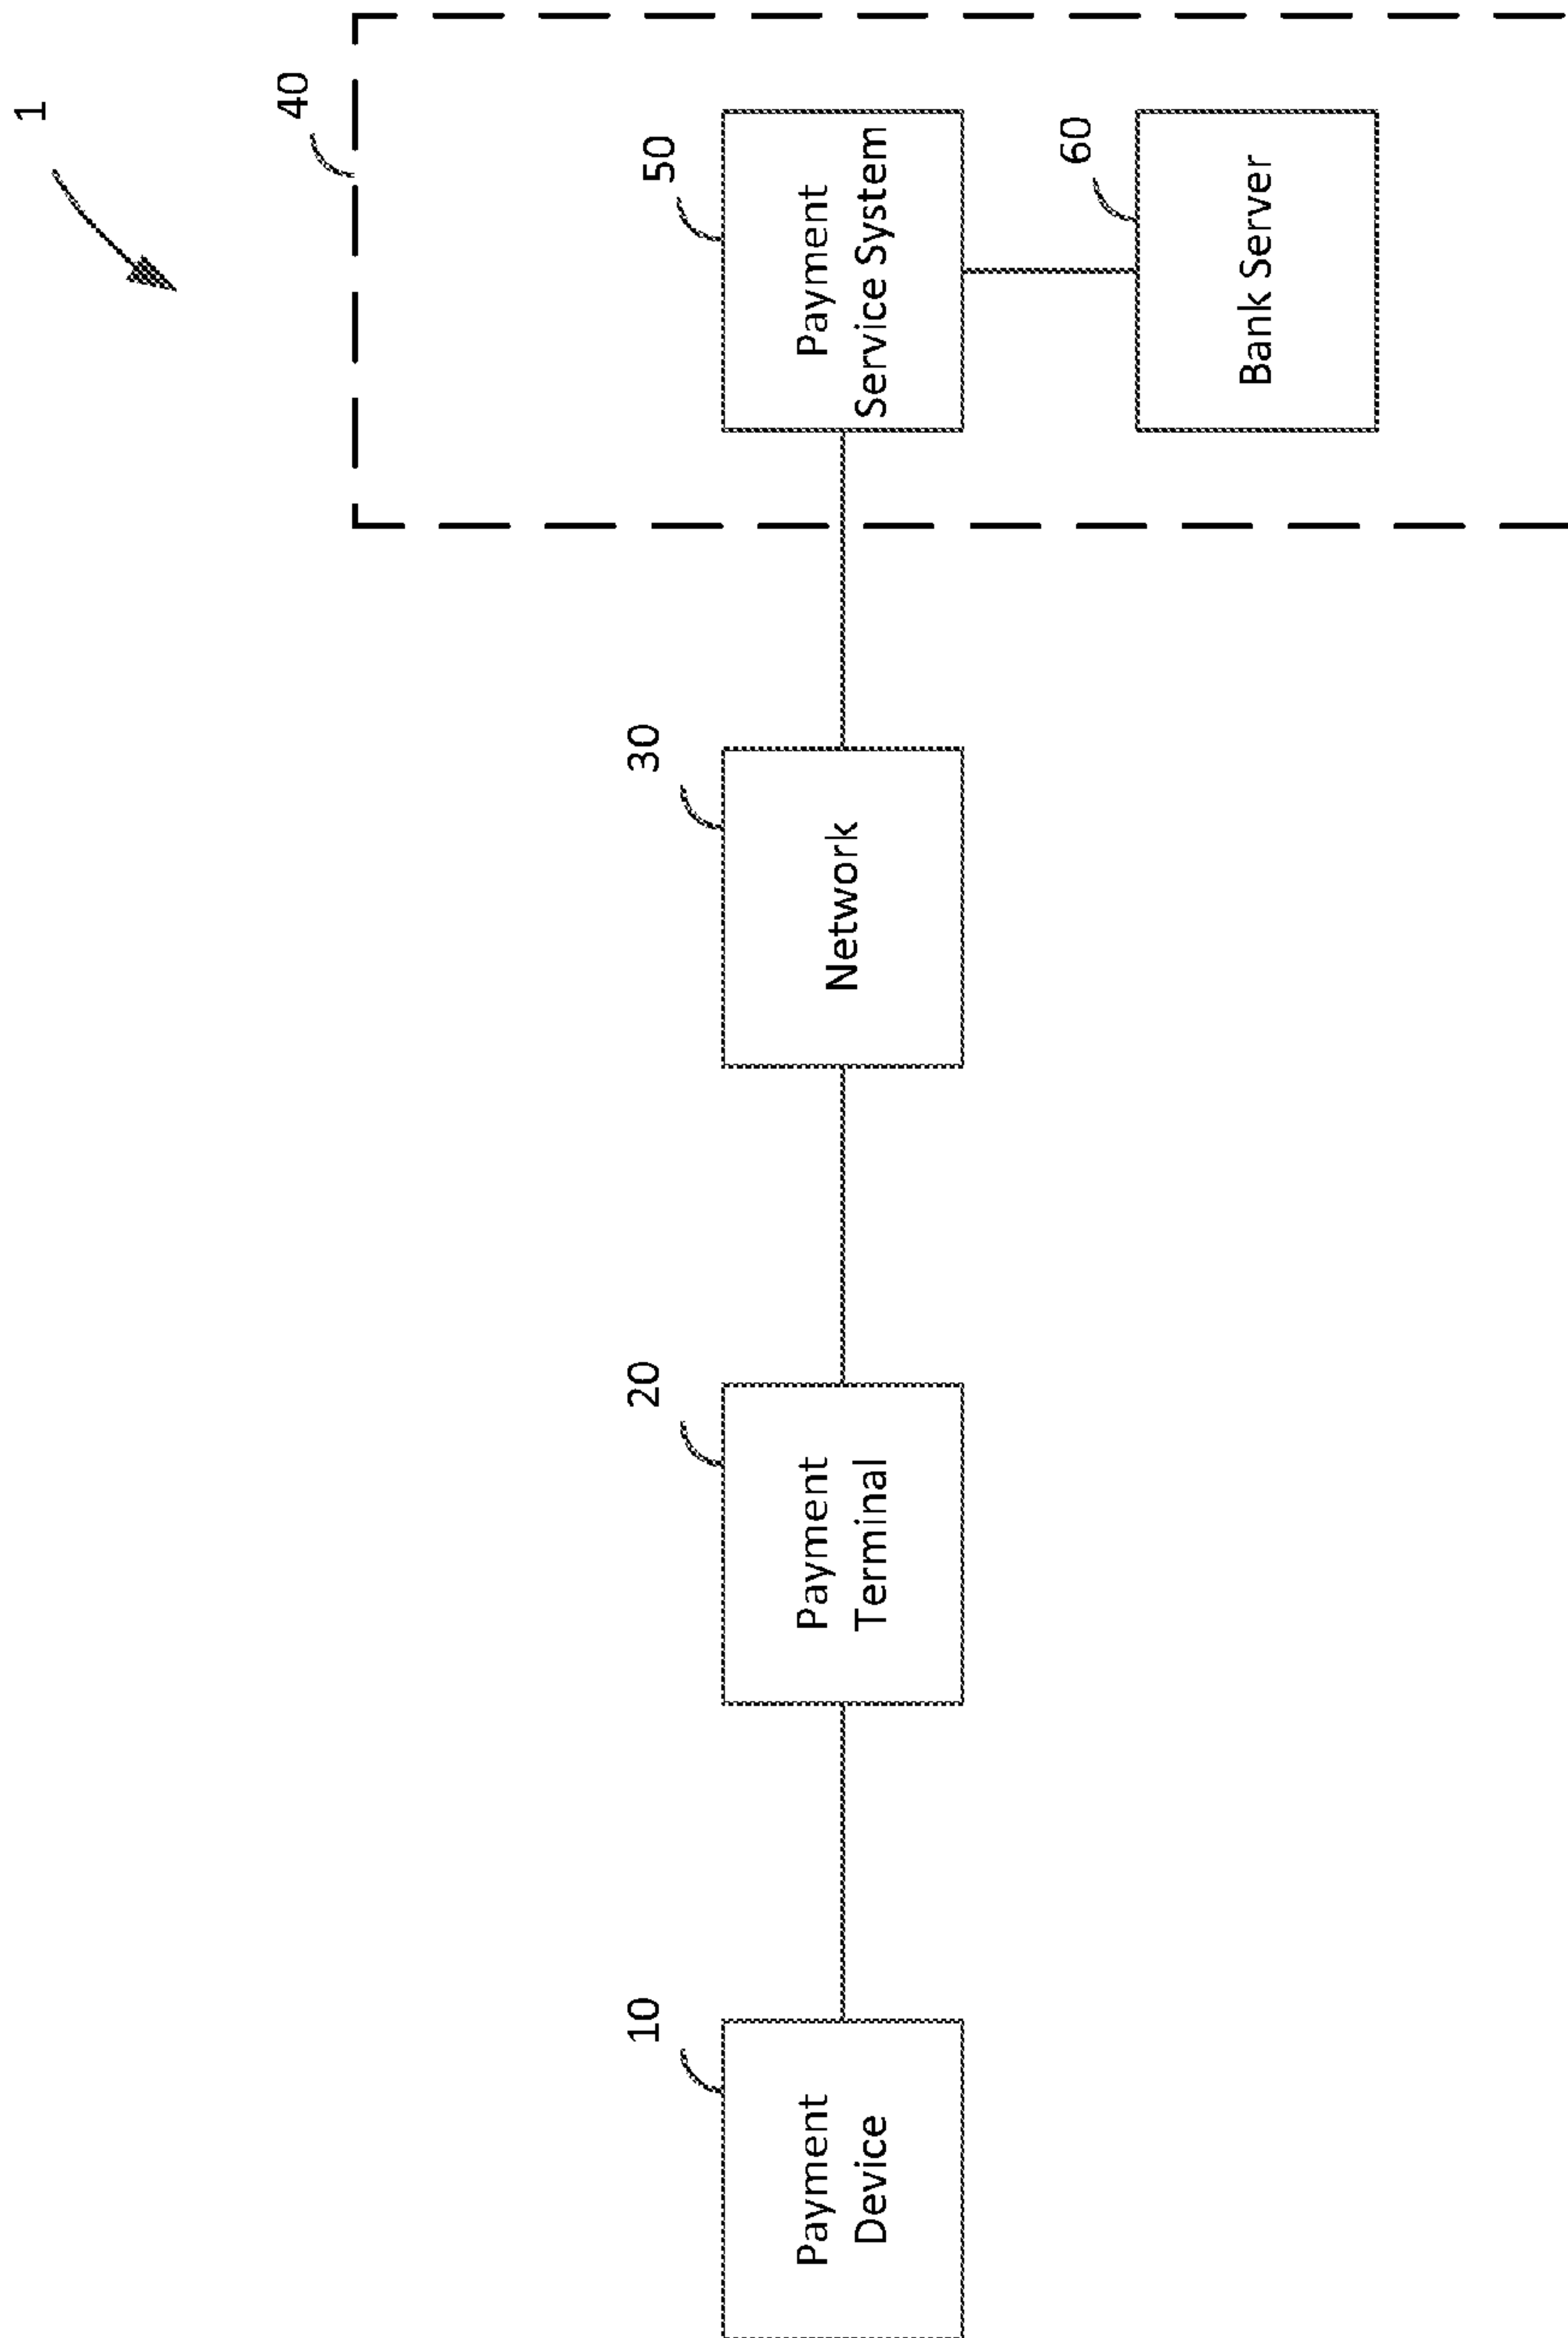 1
40
10
Payment
Device
20
Payment
Terminal
30
Network
50
Payment
Service System
60
Bank Server